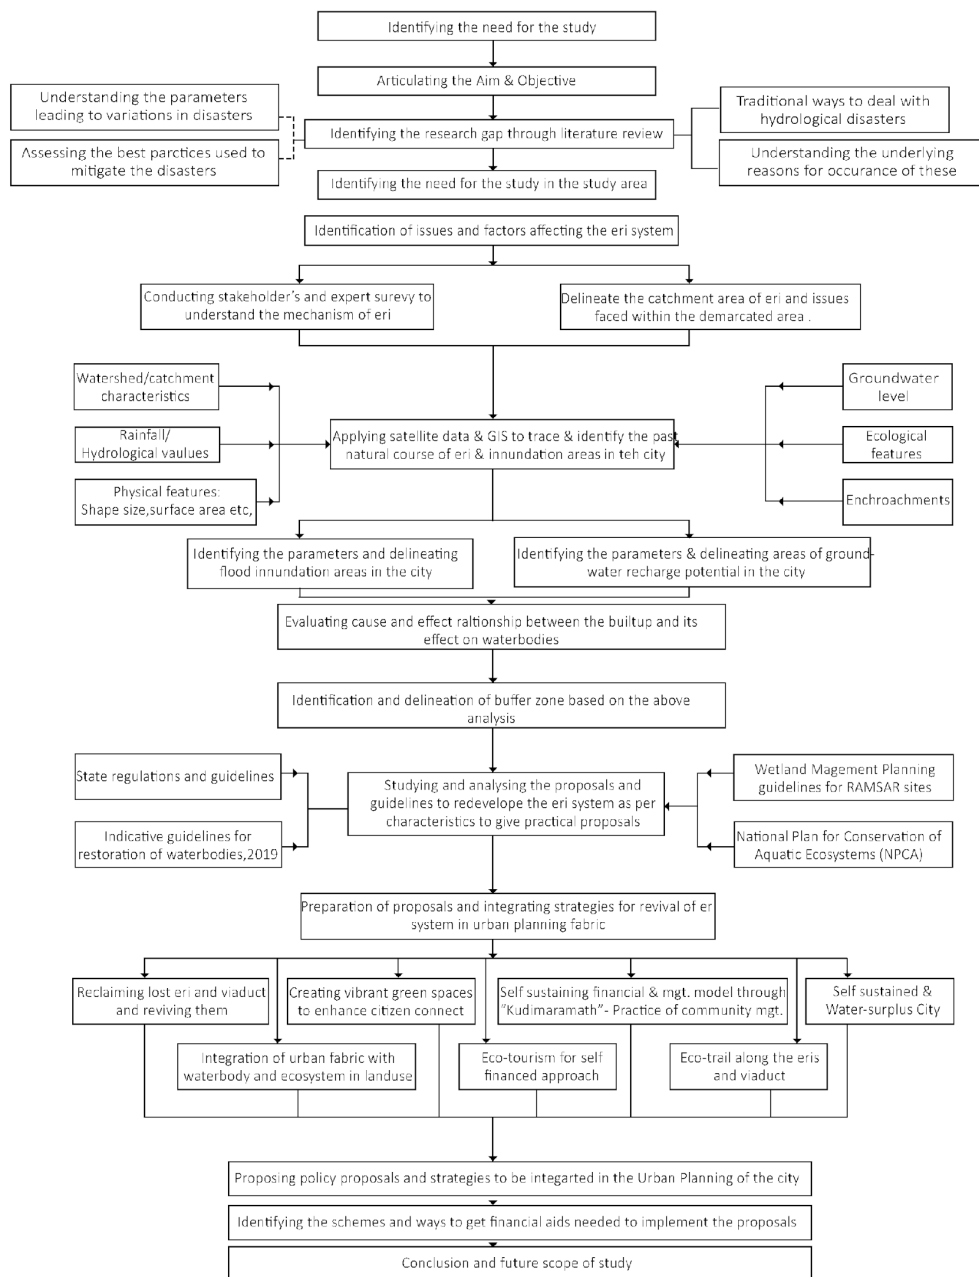 Identifying the need for the study
Articulating the Aim & Objective
Understanding the parameters
leading to variations in disasters
Assessing the best parctices used to
mitigate the disasters
Identifying the research gap through literature review
Traditional ways to deal with
hydrological disasters
Understanding the underlying
reasons for occurance of these
Identifying the need for the study in the study area
Identification of issues and factors affecting the eri system
Conducting stakeholder's and expert surevy to
understand the mechanism of eri
Delineate the catchment area of eri and issues
faced within the demarcated area .
Watershed/catchment
characteristics
Rainfall/
Hydrological vaulues
Physical features:
Shape size,surface area etc,
Applying satellite data & GIS to trace & identify the past
natural course of eri & innundation areas in teh city
Groundwater
level
Ecological
features
Enchroachments
Identifying the parameters and delineating
flood innundation areas in the city
Identifying the parameters & delineating areas of ground-
water recharge potential in the city
Evaluating cause and effect raltionship between the builtup and its
effect on waterbodies
Identification and delineation of buffer zone based on the above
analysis
State regulations and guidelines
Indicative guidelines for
restoration of waterbodies,2019
Studying and analysing the proposals and
guidelines to redevelope the eri system as per
characteristics to give practical proposals
Wetland Magement Planning
guidelines for RAMSAR sites
National Plan for Conservation of
Aquatic Ecosystems (NPCA)
Preparation of proposals and integrating strategies for revival of er
system in urban planning fabric
Reclaiming lost eri and viaduct
and reviving them
Creating vibrant green spaces
to enhance citizen connect
Self sustaining financial & mgt. model through
"Kudimaramath"- Practice of community mgt.
Self sustained &
Water-surplus City
Integration of urban fabric with
waterbody and ecosystem in landuse
Eco-tourism for self
financed approach
Eco-trail along the eris
and viaduct
Proposing policy proposals and strategies to be integarted in the Urban Planning of the city
Identifying the schemes and ways to get financial aids needed to implement the proposals
Conclusion and future scope of study